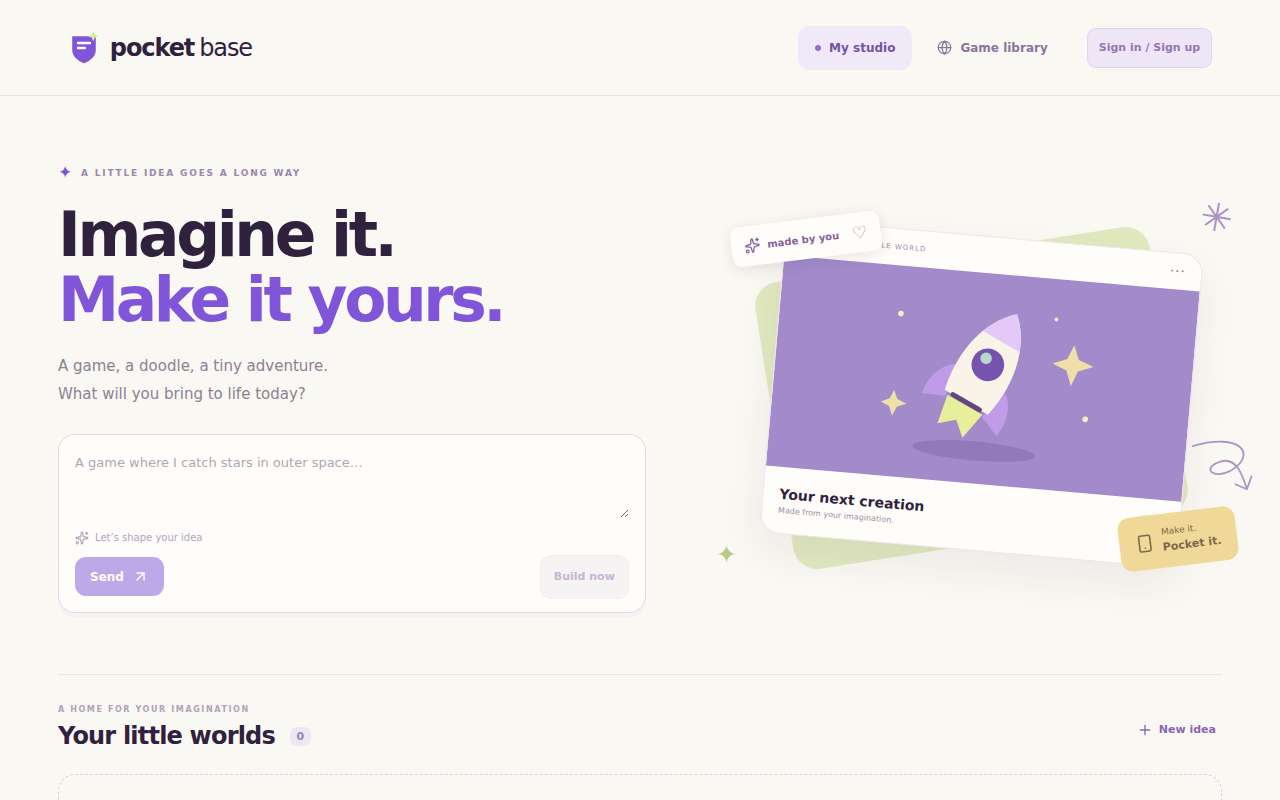 pocket base
My studio
Game library
Sign in / Sign up
A LITTLE IDEA GOES A LONG WAY
Imagine it.
Make it yours.
A game, a doodle, a tiny adventure.
What will you bring to life today?
A game where I catch stars in outer space...
Let's shape your idea
Send
Build now
made by you
WORLD
Your next creation
Made from your imagination.
Make it.
Pocket it.
A HOME FOR YOUR IMAGINATION
Your little worlds 0
New idea